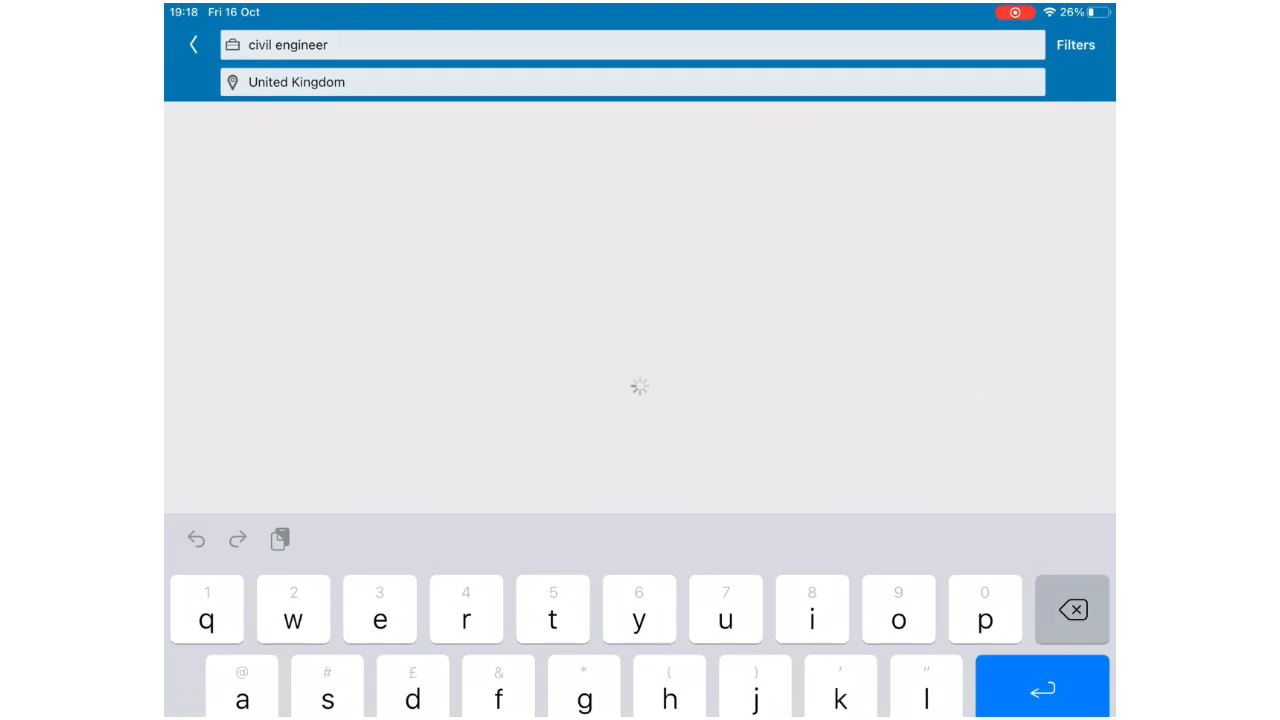 19:18 Fri 16 Oct 26%
civil engineer Filters
United Kingdom
1 2 3 4 5 6 7 8 9 0
q w e r t y u i o p
@ # £ & * ( ) ' "
a s d f g h j k l